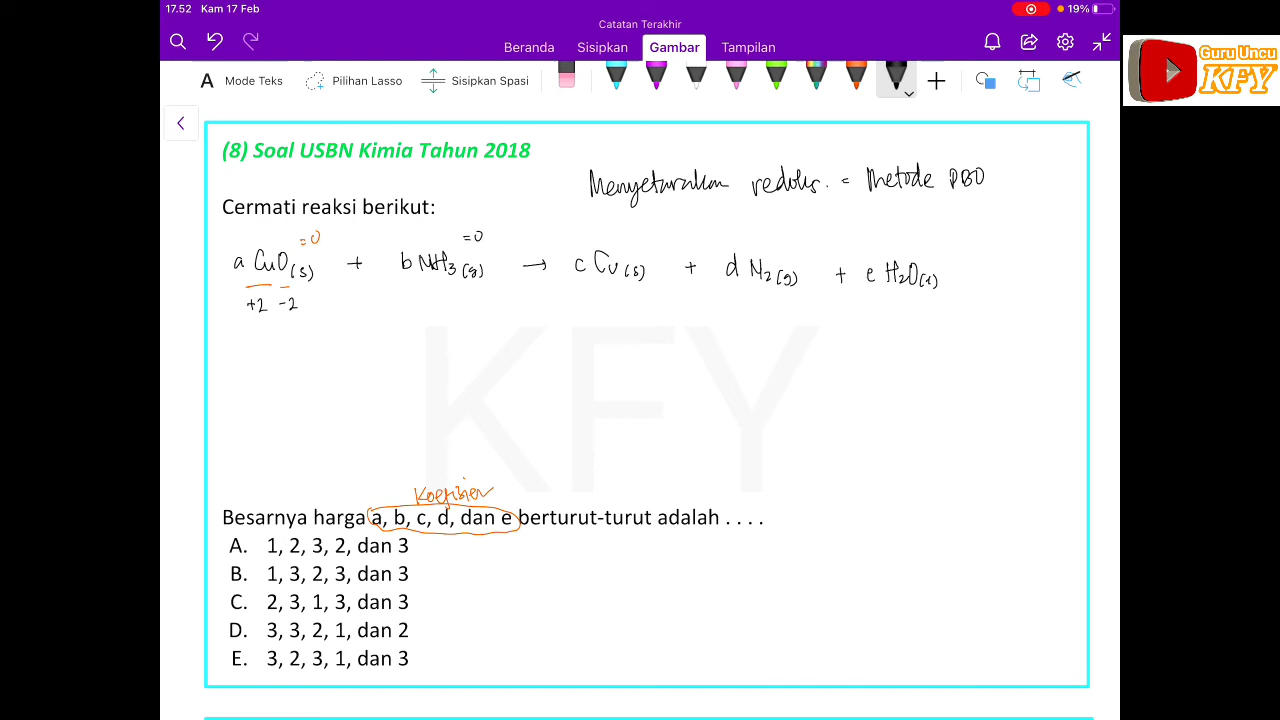 17.52 Kam 17 Feb
19%
Catatan Terakhir
Beranda Sisipkan Gambar Tampilan
A Mode Teks Pilihan Lasso Sisipkan Spasi
Guru Uncu
KFY
(8) Soal USBN Kimia Tahun 2018
Menyetarakan redoks. = Metode PBO
Cermati reaksi berikut:
=0 =0
a CuO(s) + b NH3(g) → c Cu(s) + d N2(g) + e H2O(l)
+2 -2
KFY
Koefisien
Besarnya harga a, b, c, d, dan e berturut-turut adalah . . . .
A. 1, 2, 3, 2, dan 3
B. 1, 3, 2, 3, dan 3
C. 2, 3, 1, 3, dan 3
D. 3, 3, 2, 1, dan 2
E. 3, 2, 3, 1, dan 3